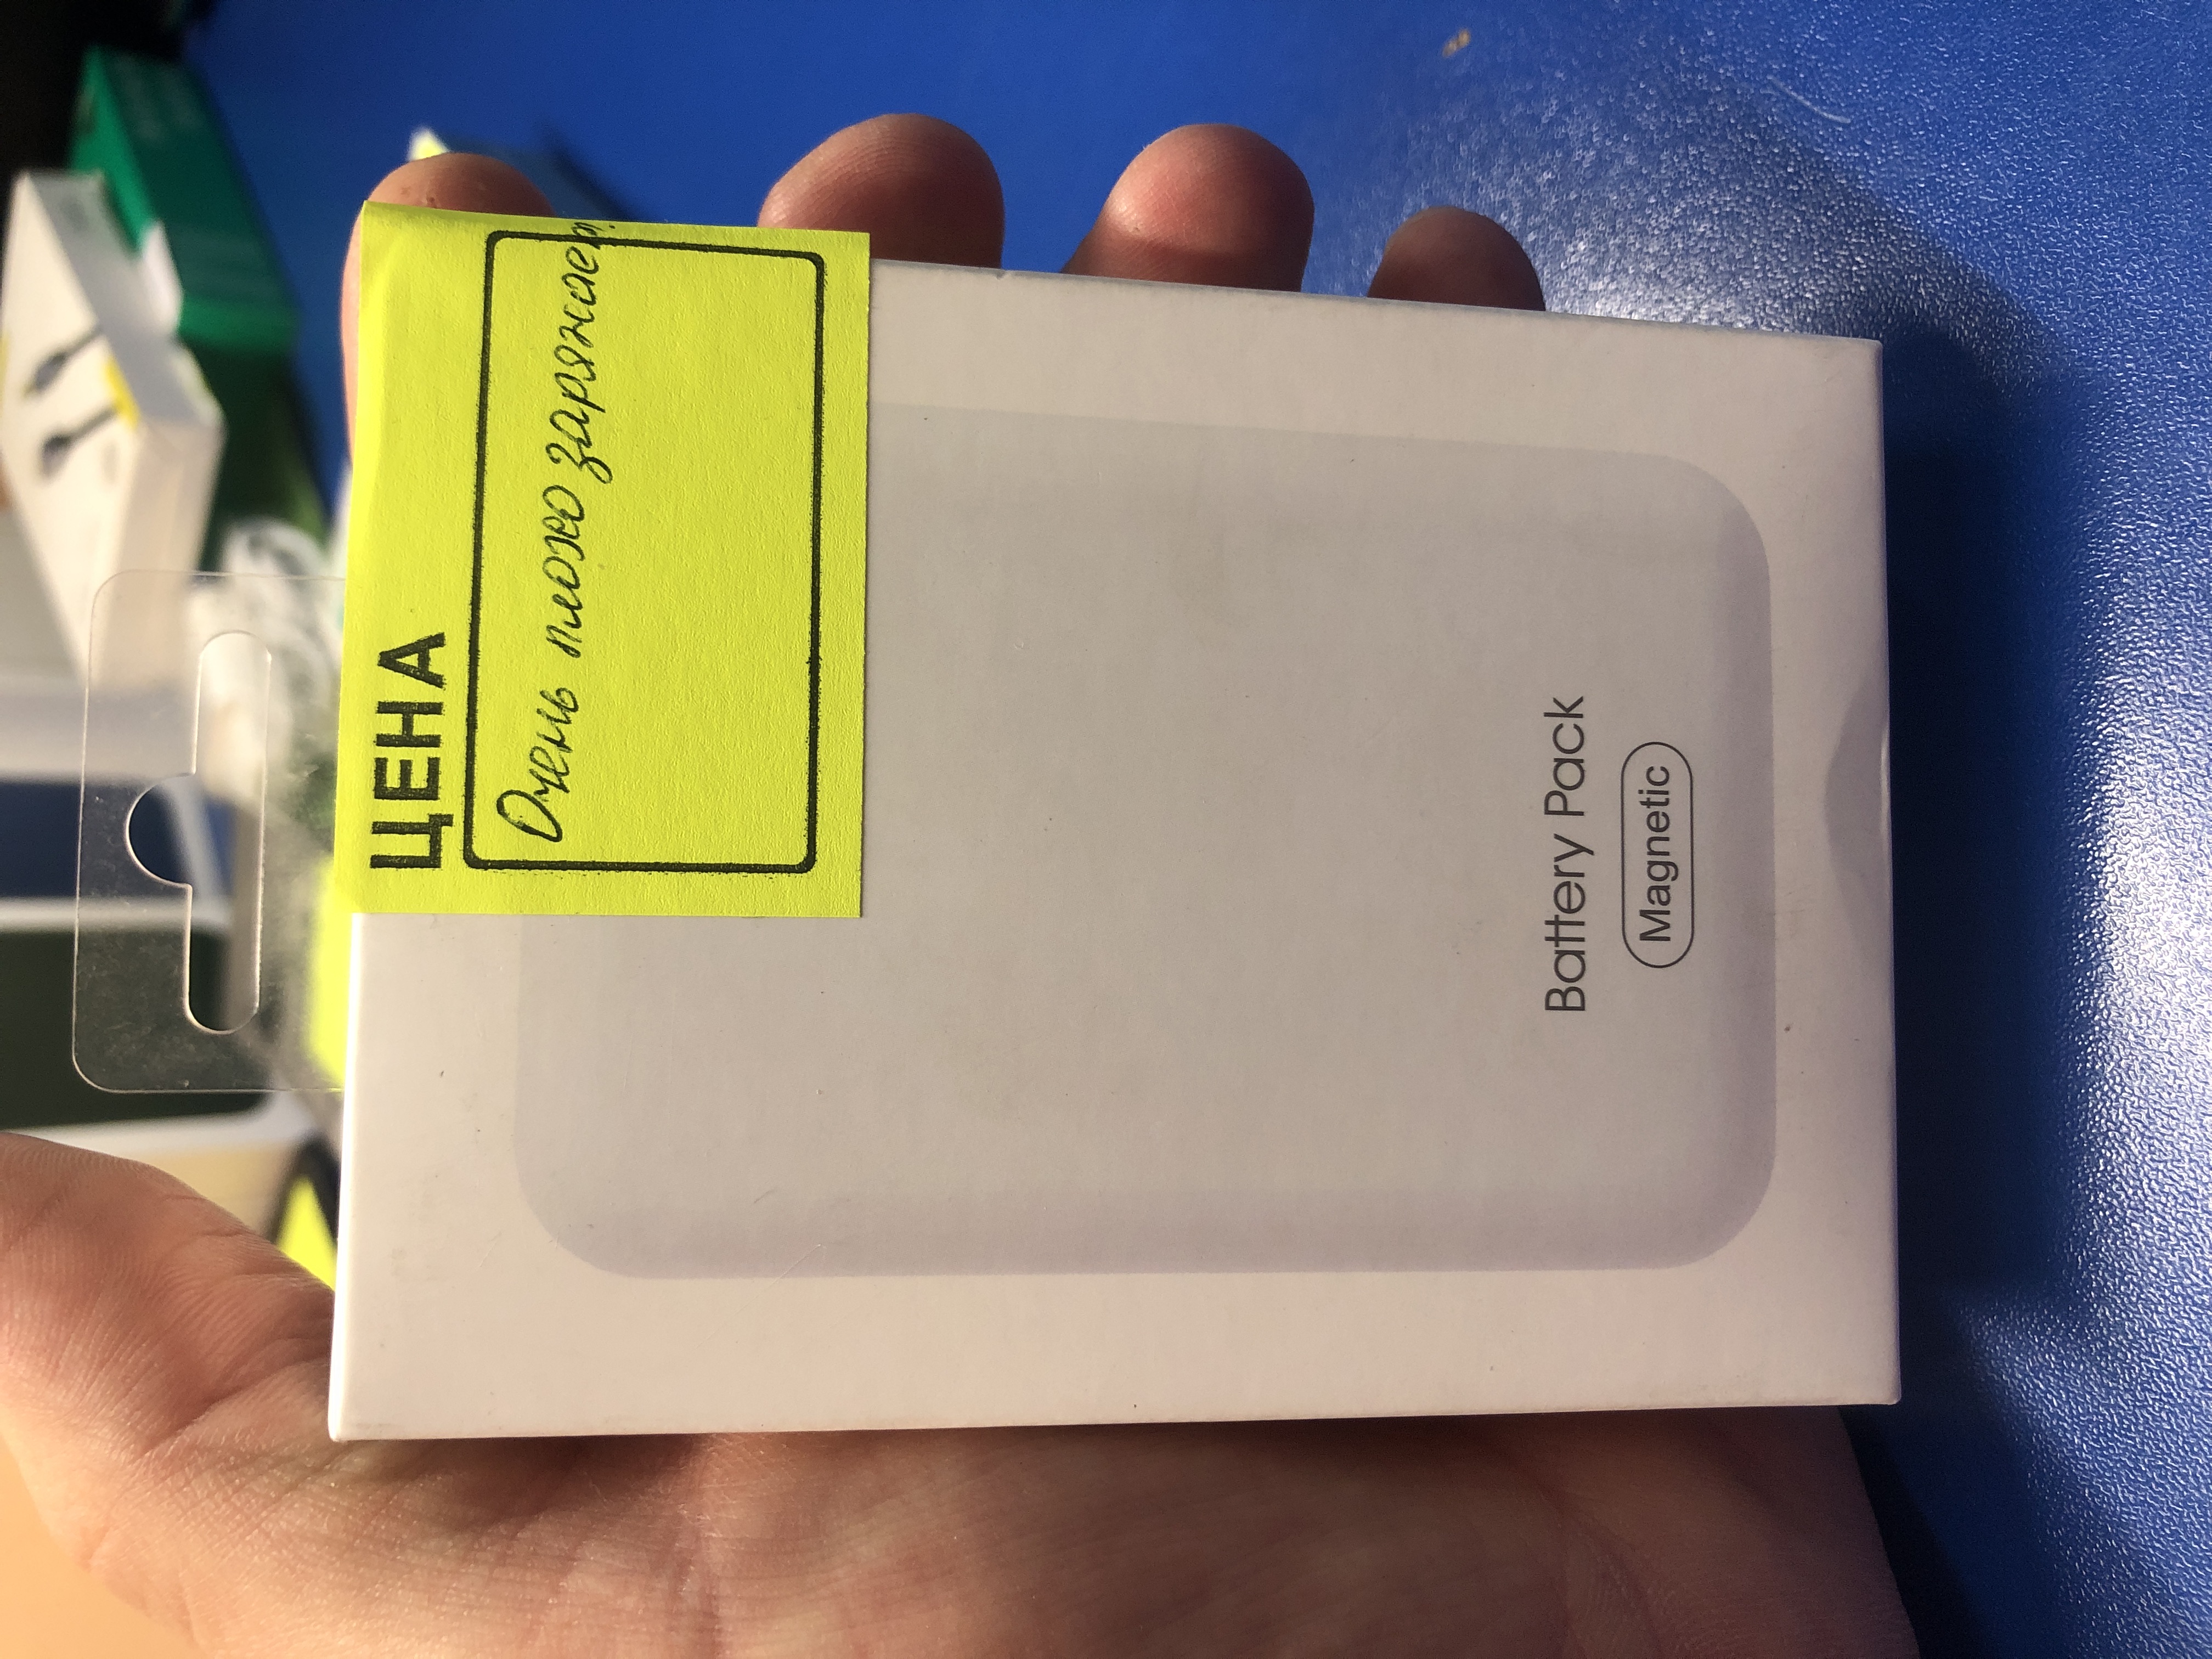 ЦЕНА
Очень плохо заряжает
Battery Pack
Magnetic